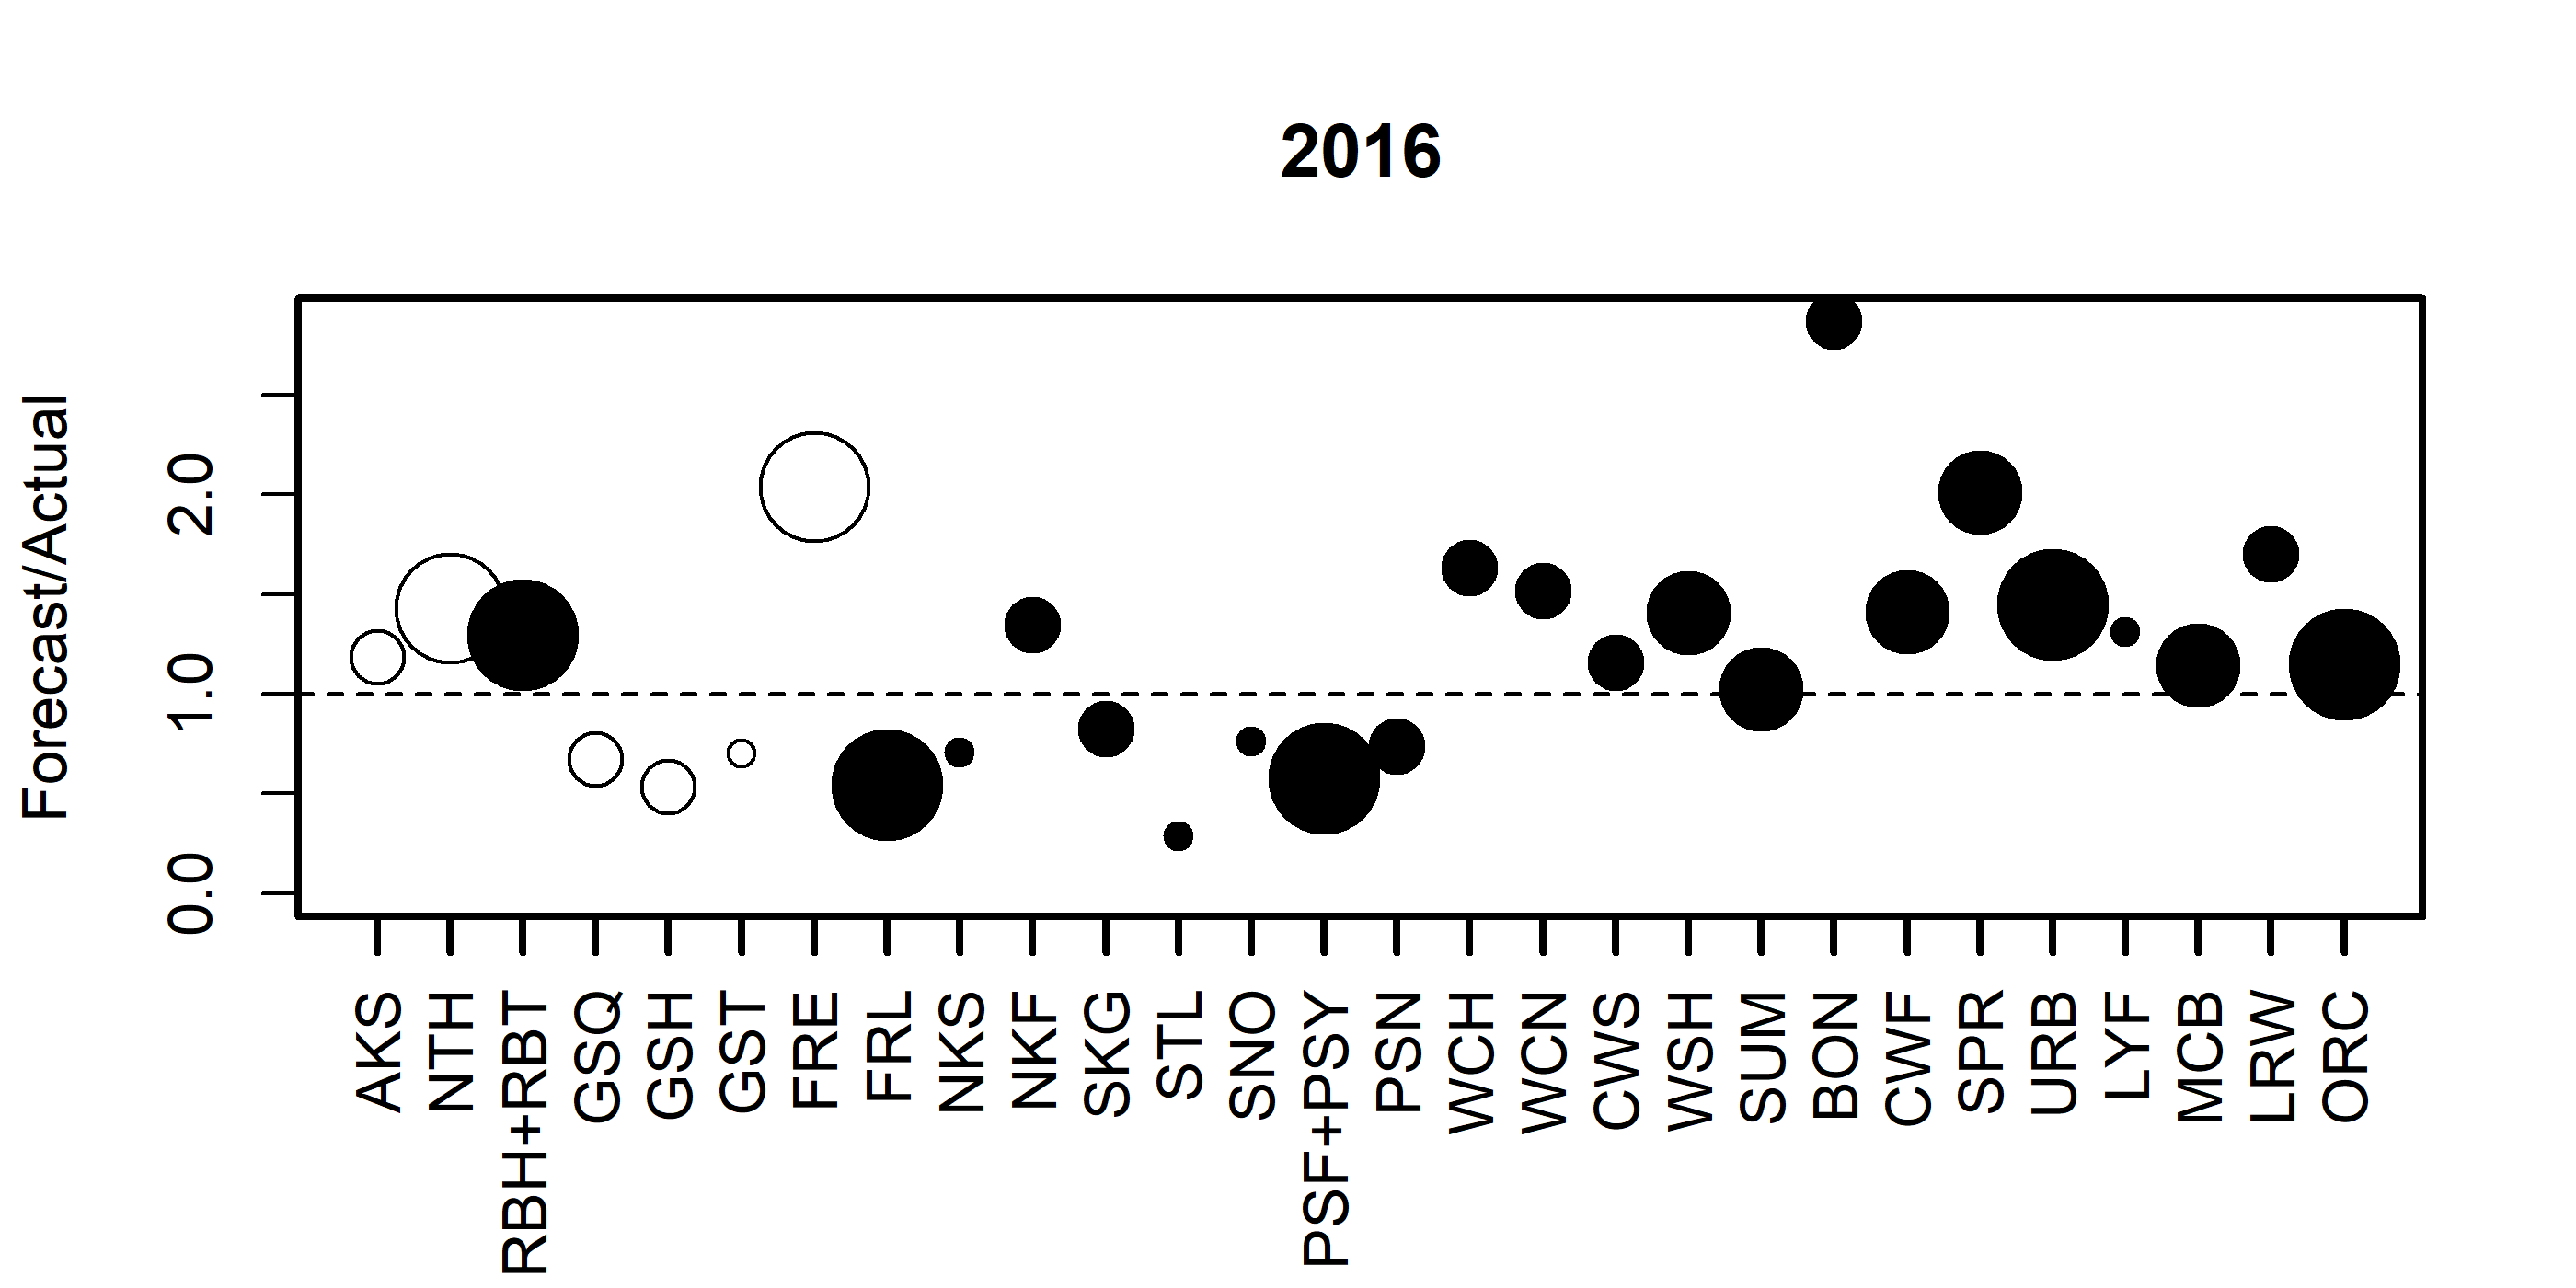 2016
Forecast/Actual
2.0
1.0
0.0
AKS
NTH
RBH+RBT
GSQ
GSH
GST
FRE
FRL
NKS
NKF
SKG
STL
SNO
PSF+PSY
PSN
WCH
WCN
CWS
WSH
SUM
BON
CWF
SPR
URB
LYF
MCB
LRW
ORC